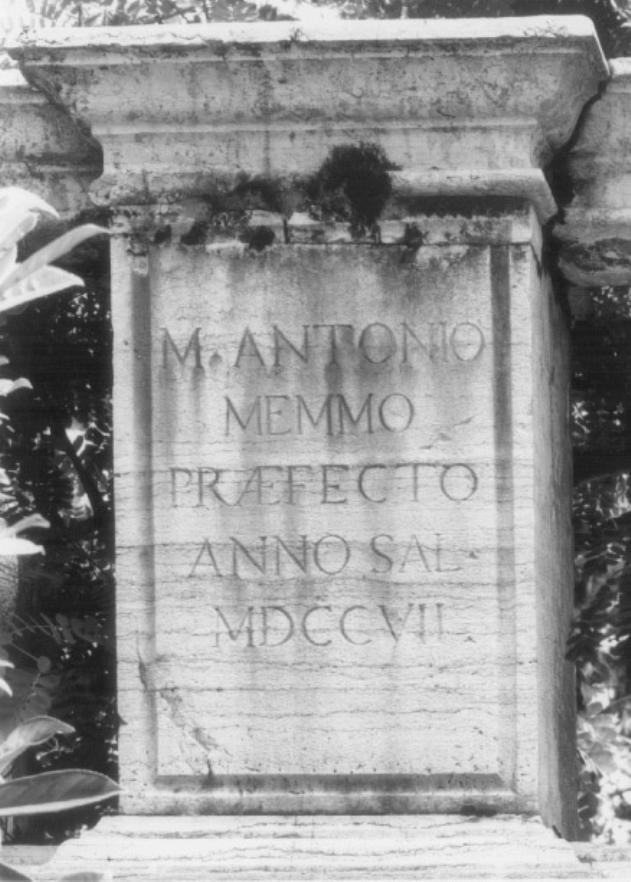 M. ANTONIO
MEMMO
PRÆFECTO
ANNO SAL.
MDCCVII